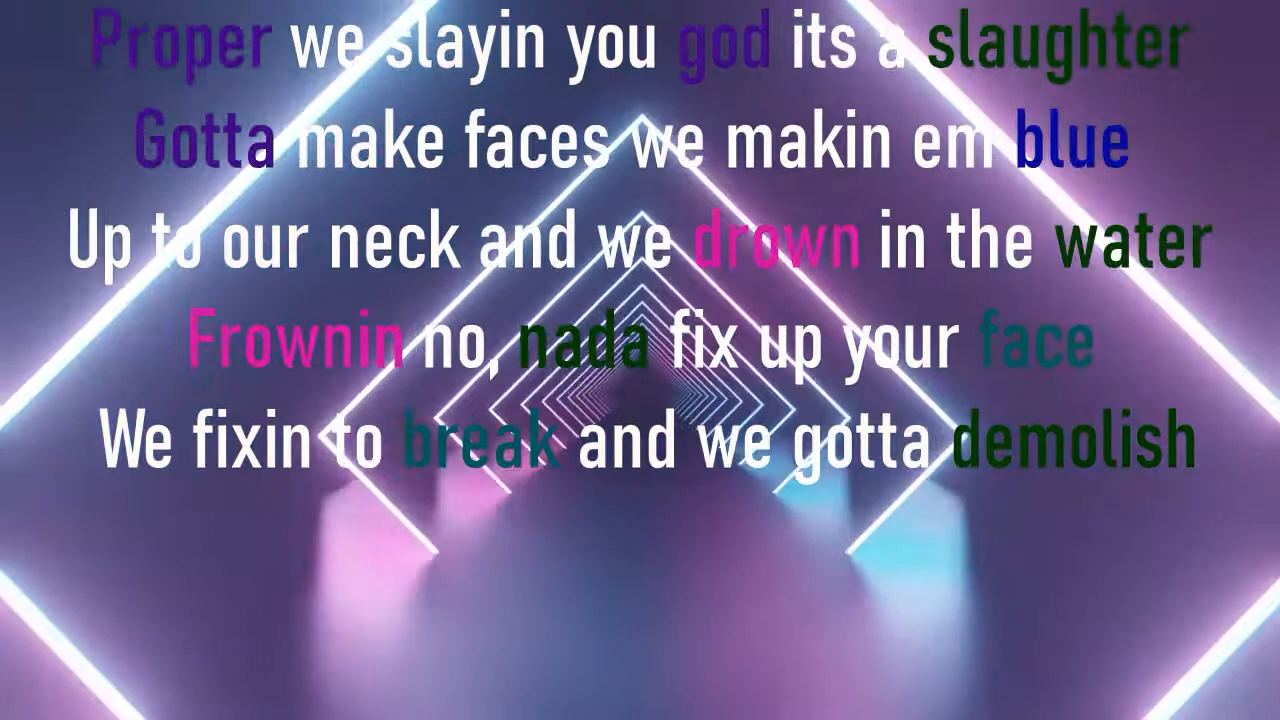 Proper we slayin you god its a slaughter
Gotta make faces we makin em blue
Up to our neck and we drown in the water
Frownin no, nada fix up your face
We fixin to break and we gotta demolish